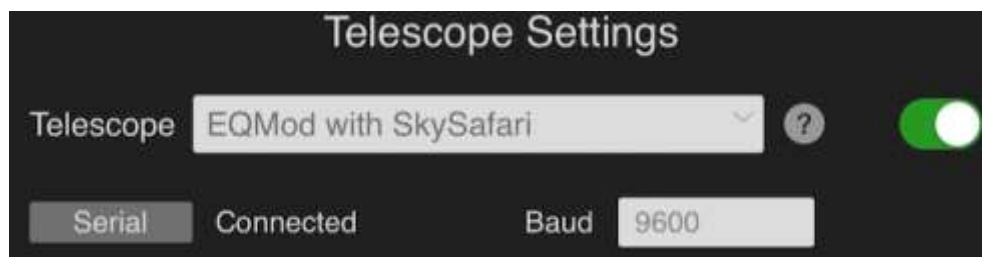 Telescope Settings
Telescope EQMod with SkySafari ?
Serial Connected Baud 9600